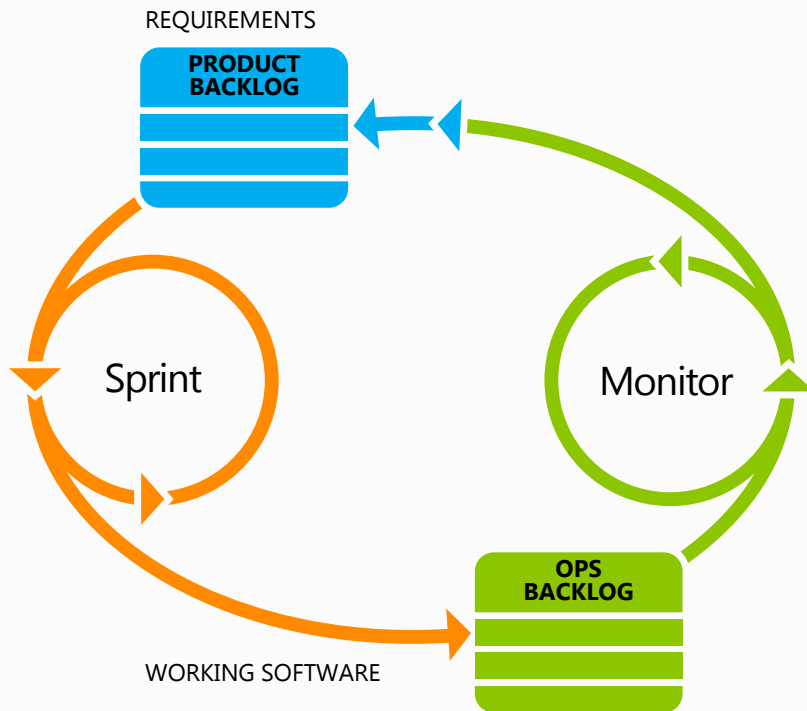 REQUIREMENTS
PRODUCT
BACKLOG
Sprint
Monitor
OPS
BACKLOG
WORKING SOFTWARE